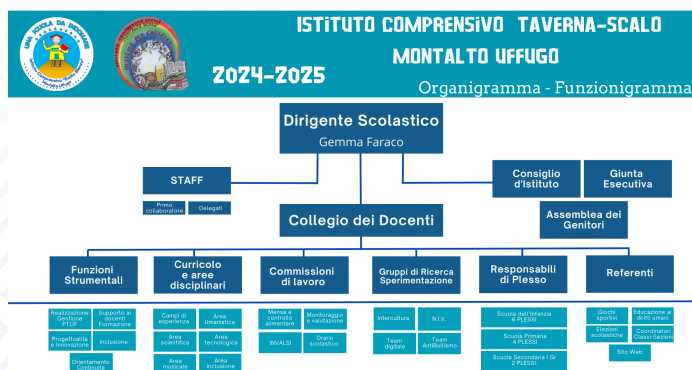 UNA SCUOLA DA INDOSSARE
ISTITUTO COMPRENSIVO TAVERNA-SCALO
MONTALTO UFFUGO
2024-2025
Organigramma - Funzionigramma
Dirigente Scolastico
Gemma Faraco
STAFF
Primo
collaboratore
Delegati
Consiglio
d'Istituto
Giunta
Esecutiva
Assemblea dei
Genitori
Collegio dei Docenti
Funzioni
Strumentali
Curricolo
e aree
disciplinari
Commissioni
di lavoro
Gruppi di Ricerca
Sperimentazione
Responsabili
di Plesso
Referenti
Realizzazione
Gestione
PTOF
Supporto ai
docenti
Formazione
Progettualità
e Innovazione
Inclusione
Orientamento
Continuità
Campi di
esperienza
Area
Umanistica
Area
scientifica
Area
tecnologica
Area
musicale
Area
inclusione
Mensa e
controllo
alimentare
Monitoraggio
e valutazione
INVALSI
Orario
scolastico
Intercultura
N.I.V.
Team
digitale
Team
AntiBullismo
Scuola dell'Infanzia
6 PLESSI
Scuola Primaria
4 PLESSI
Scuola Secondaria I Gr
2 PLESSI
Giochi
sportivi
Educazione ai
diritti umani
Elezioni
scolastiche
Coordinatori
Classi-Sezioni
Sito Web